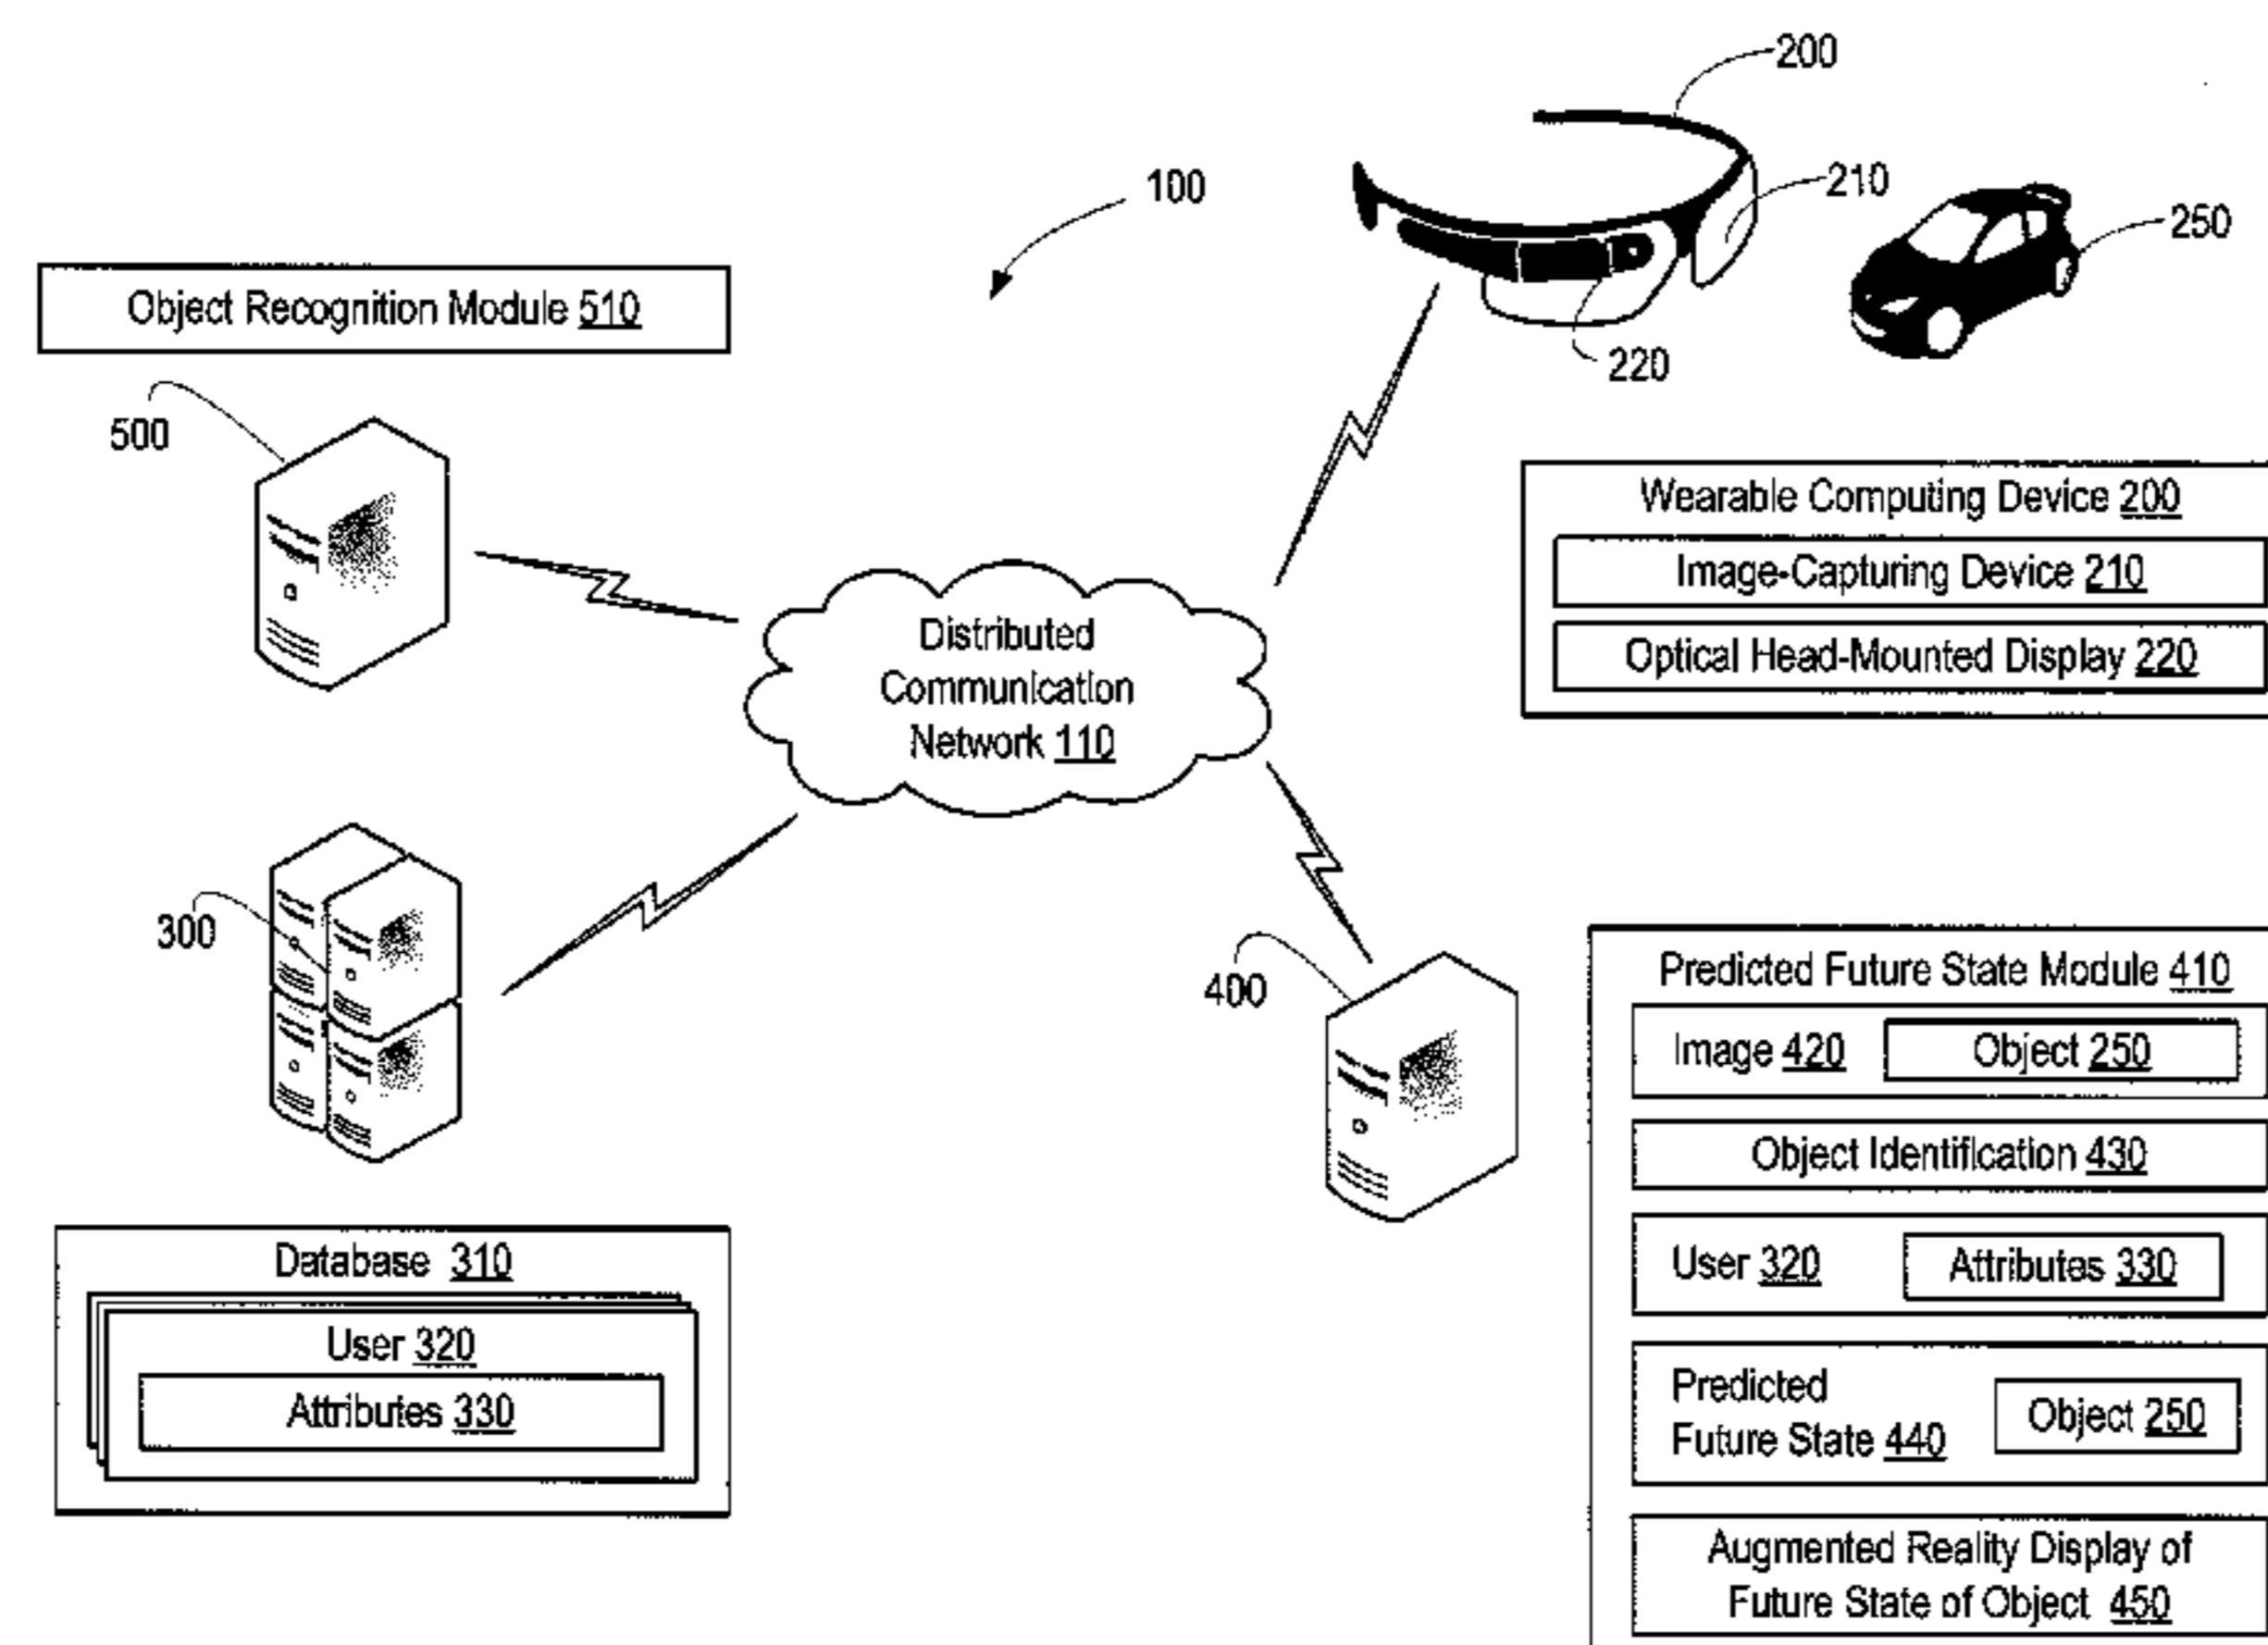 200
100
210
250
Object Recognition Module 510
220
500
Wearable Computing Device 200
Image-Capturing Device 210
Optical Head-Mounted Display 220
Distributed
Communication
Network 110
300
400
Predicted Future State Module 410
Image 420 Object 250
Object Identification 430
User 320 Attributes 330
Predicted
Future State 440
Object 250
Augmented Reality Display of
Future State of Object 450
Database 310
User 320
Attributes 330